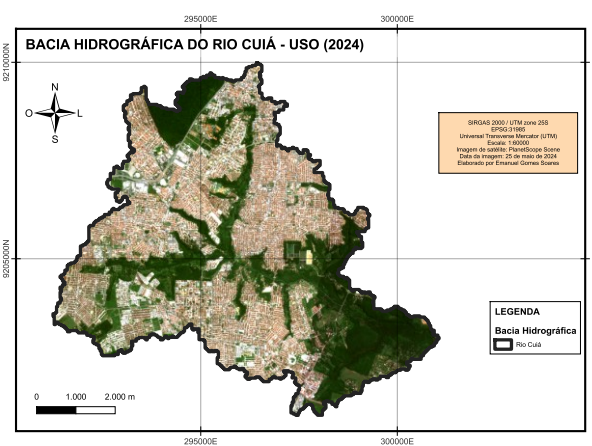 295000E
300000E
BACIA HIDROGRÁFICA DO RIO CUIÁ - USO (2024)
9210000N
N
O
L
S
SIRGAS 2000 / UTM zone 25S
EPSG:31985
Universal Transverse Mercator (UTM)
Escala: 1:60000
Imagem de satélite: PlanetScope Scene
Data da imagem: 25 de maio de 2024
Elaborado por Emanuel Gomes Soares
9205000N
LEGENDA
Bacia Hidrográfica
Rio Cuiá
0 1.000 2.000 m
295000E
300000E